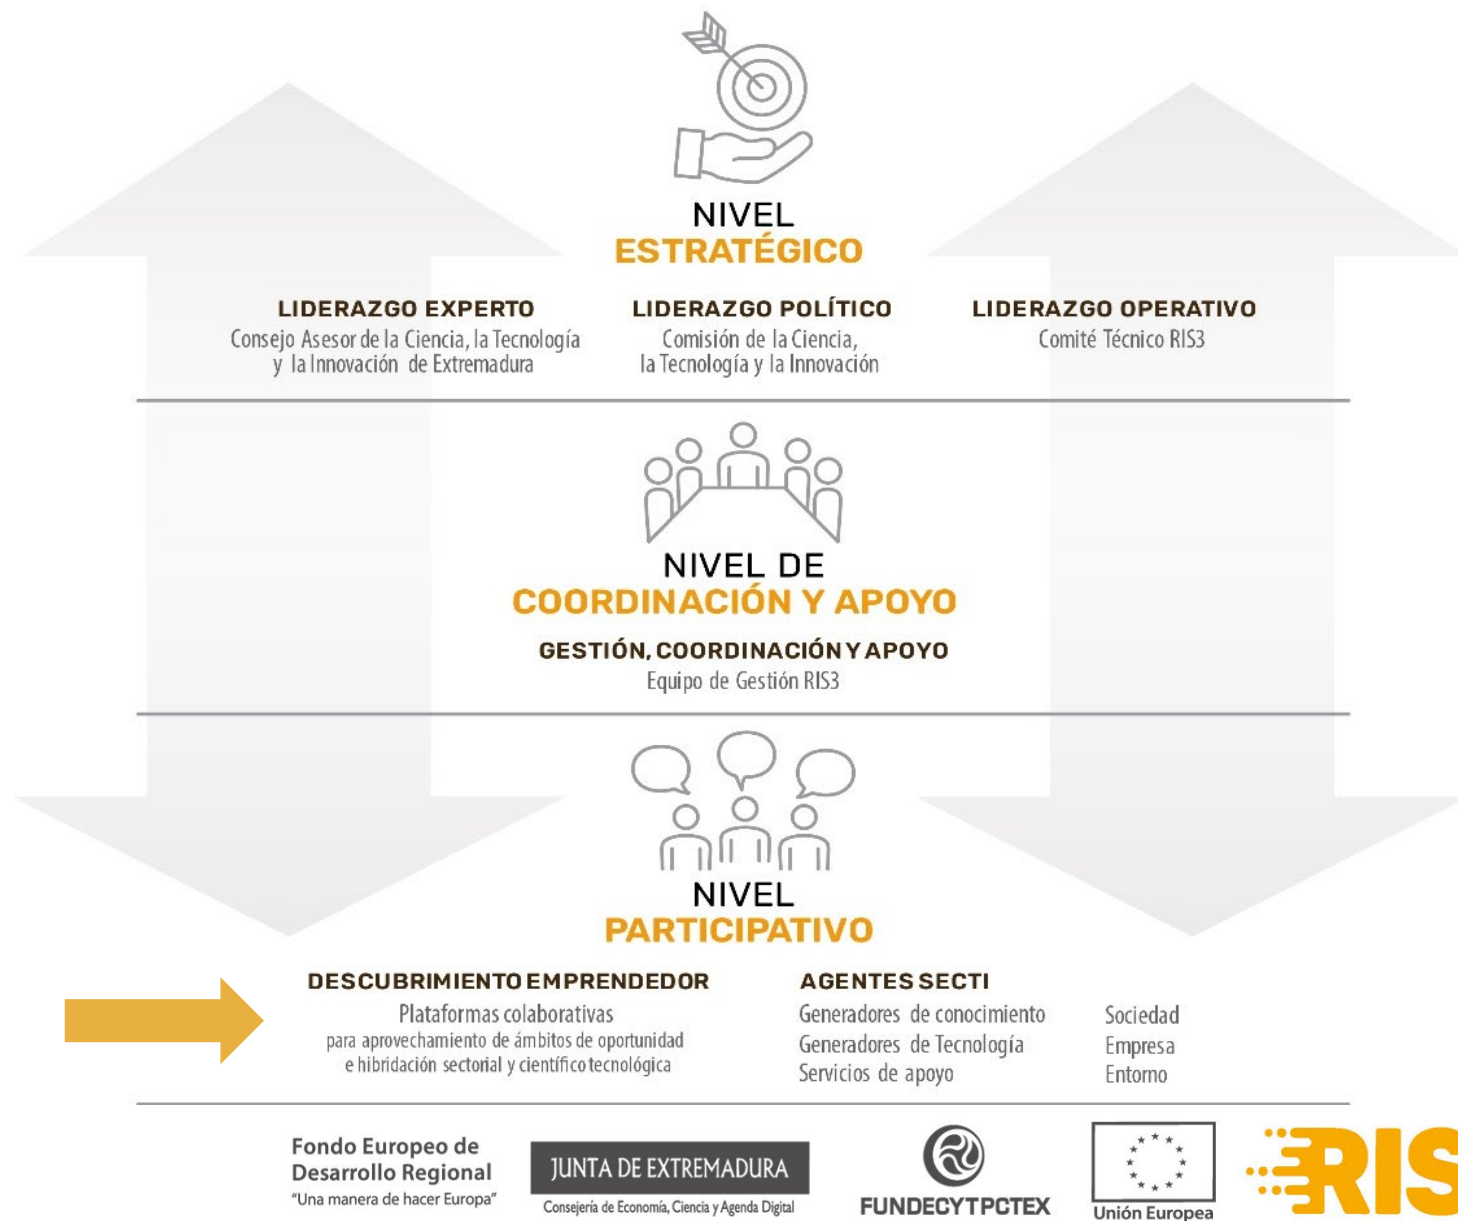 NIVEL
ESTRATÉGICO
LIDERAZGO EXPERTO
Consejo Asesor de la Ciencia, la Tecnología
y la Innovación de Extremadura
LIDERAZGO POLÍTICO
Comisión de la Ciencia,
la Tecnología y la Innovación
LIDERAZGO OPERATIVO
Comité Técnico RIS3
NIVEL DE
COORDINACIÓN Y APOYO
GESTIÓN, COORDINACIÓN Y APOYO
Equipo de Gestión RIS3
NIVEL
PARTICIPATIVO
DESCUBRIMIENTO EMPRENDEDOR
Plataformas colaborativas
para aprovechamiento de ámbitos de oportunidad
e hibridación sectorial y científico tecnológica
AGENTES SECTI
Generadores de conocimiento
Generadores de Tecnología
Servicios de apoyo
Sociedad
Empresa
Entorno
Fondo Europeo de
Desarrollo Regional
"Una manera de hacer Europa"
JUNTA DE EXTREMADURA
Consejería de Economía, Ciencia y Agenda Digital
FUNDECYTPCTEX
Unión Europea
RIS